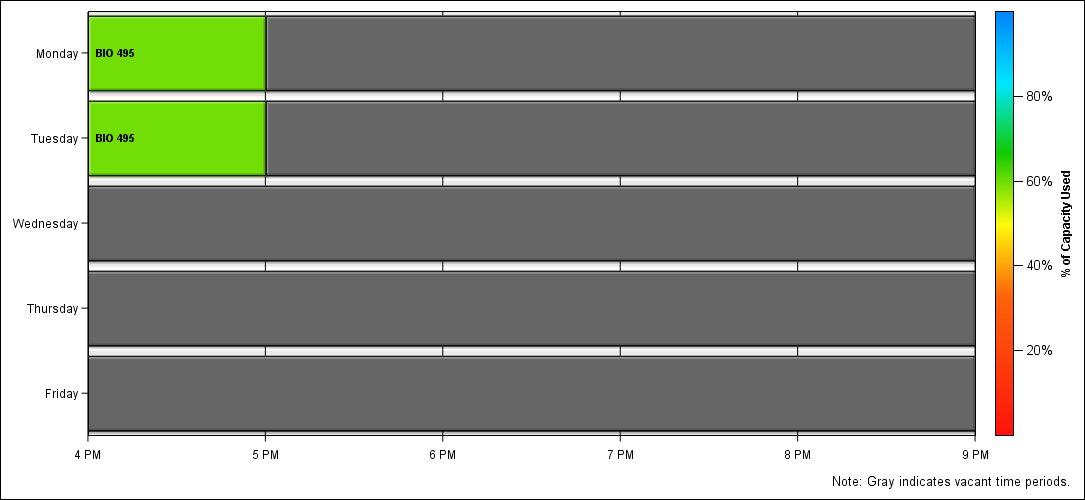 Monday
BIO 495
Tuesday
BIO 495
Wednesday
Thursday
Friday
4 PM 5 PM 6 PM 7 PM 8 PM 9 PM
80%
60%
40%
20%
% of Capacity Used
Note: Gray indicates vacant time periods.